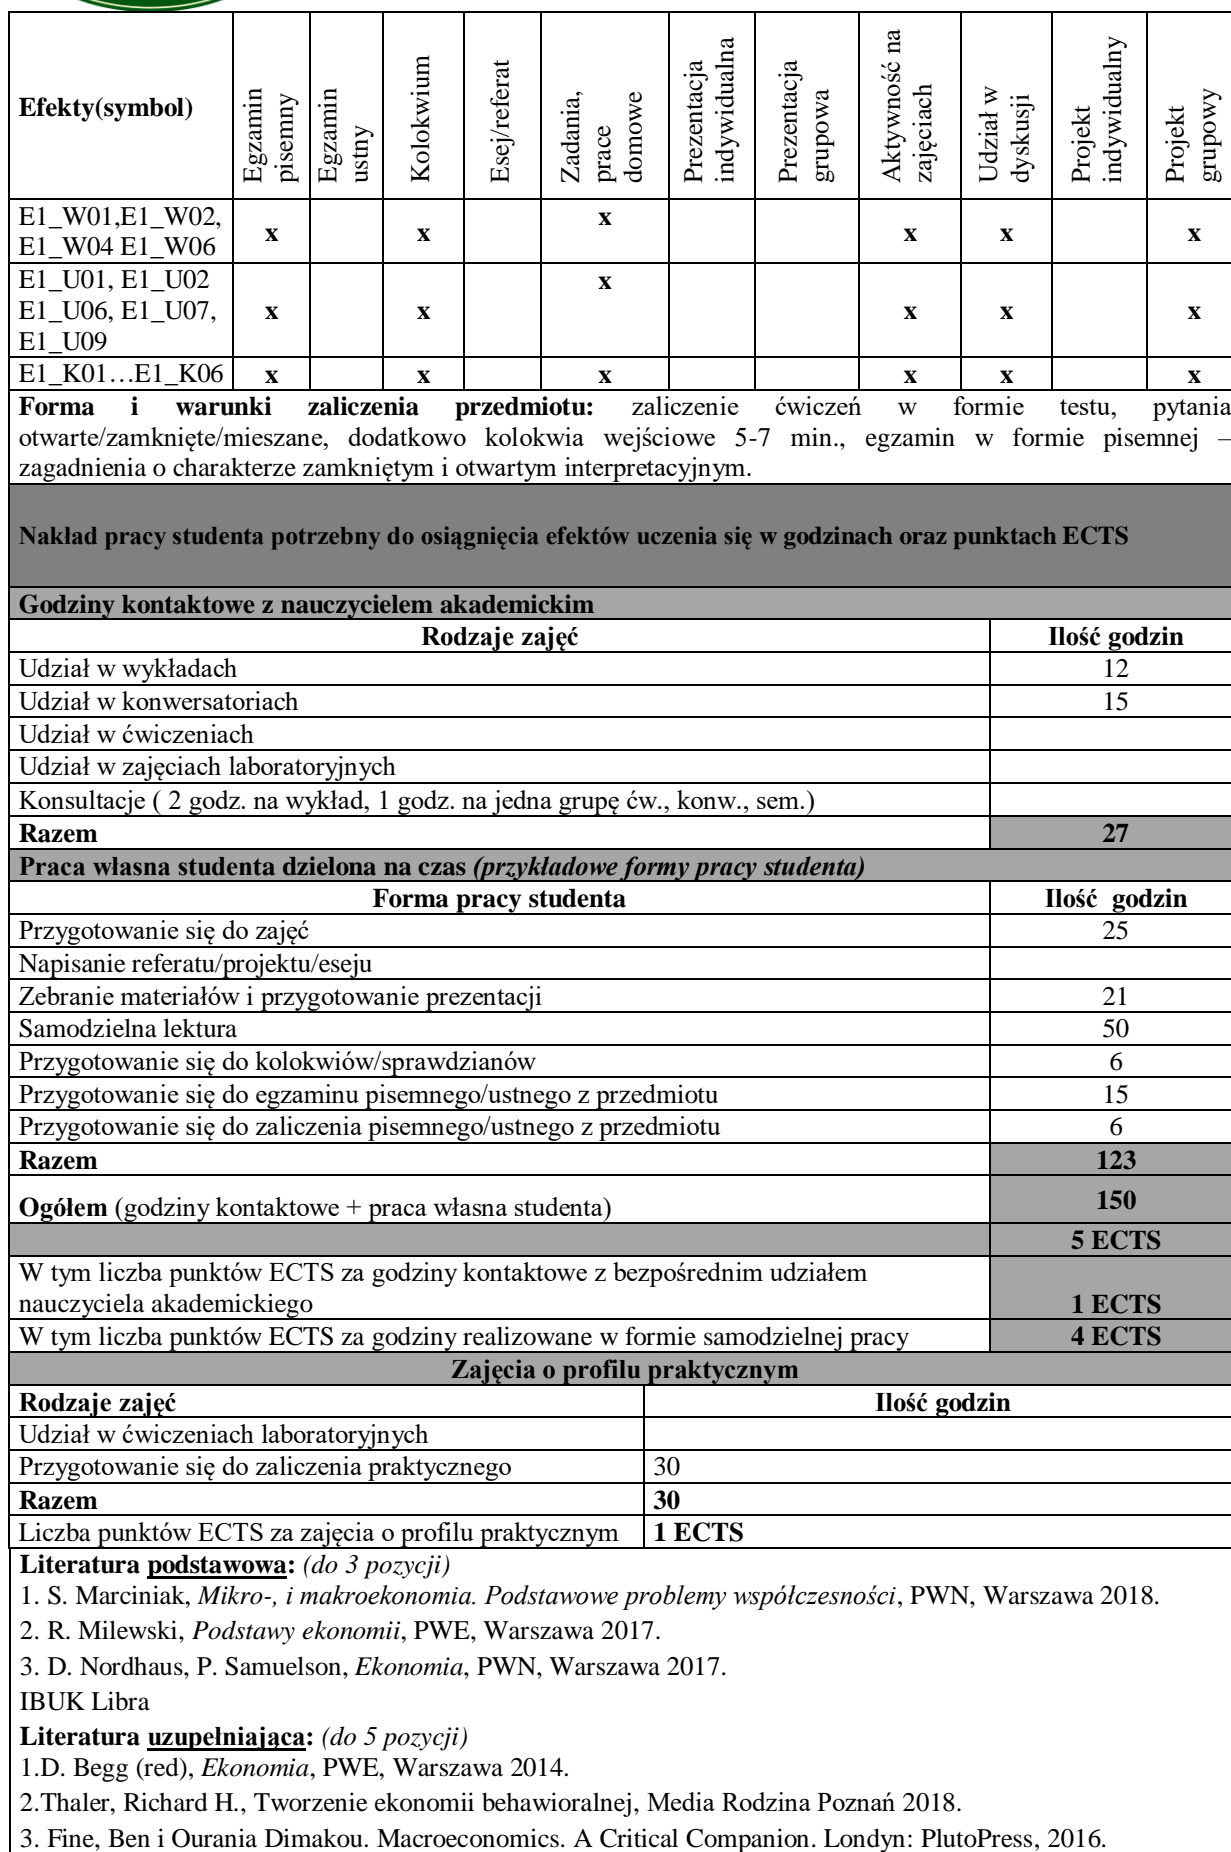 Efekty(symbol) Egzamin pisemny Egzamin ustny Kolokwium Esej/referat Zadania, prace domowe Prezentacja indywidualna Prezentacja grupowa Aktywność na zajęciach Udział w dyskusji Projekt indywidualny Projekt grupowy
E1_W01,E1_W02, x
E1_W04 E1_W06 x x x x x
E1_U01, E1_U02 x
E1_U06, E1_U07, x x x x x
E1_U09
E1_K01…E1_K06 x x x x x x
Forma i warunki zaliczenia przedmiotu: zaliczenie ćwiczeń w formie testu, pytania
otwarte/zamknięte/mieszane, dodatkowo kolokwia wejściowe 5-7 min., egzamin w formie pisemnej –
zagadnienia o charakterze zamkniętym i otwartym interpretacyjnym.
Nakład pracy studenta potrzebny do osiągnięcia efektów uczenia się w godzinach oraz punktach ECTS
Godziny kontaktowe z nauczycielem akademickim
Rodzaje zajęć Ilość godzin
Udział w wykładach 12
Udział w konwersatoriach 15
Udział w ćwiczeniach
Udział w zajęciach laboratoryjnych
Konsultacje ( 2 godz. na wykład, 1 godz. na jedna grupę ćw., konw., sem.)
Razem 27
Praca własna studenta dzielona na czas (przykładowe formy pracy studenta)
Forma pracy studenta Ilość godzin
Przygotowanie się do zajęć 25
Napisanie referatu/projektu/eseju
Zebranie materiałów i przygotowanie prezentacji 21
Samodzielna lektura 50
Przygotowanie się do kolokwiów/sprawdzianów 6
Przygotowanie się do egzaminu pisemnego/ustnego z przedmiotu 15
Przygotowanie się do zaliczenia pisemnego/ustnego z przedmiotu 6
Razem 123
Ogółem (godziny kontaktowe + praca własna studenta) 150
5 ECTS
W tym liczba punktów ECTS za godziny kontaktowe z bezpośrednim udziałem
nauczyciela akademickiego 1 ECTS
W tym liczba punktów ECTS za godziny realizowane w formie samodzielnej pracy 4 ECTS
Zajęcia o profilu praktycznym
Rodzaje zajęć Ilość godzin
Udział w ćwiczeniach laboratoryjnych
Przygotowanie się do zaliczenia praktycznego 30
Razem 30
Liczba punktów ECTS za zajęcia o profilu praktycznym 1 ECTS
Literatura podstawowa: (do 3 pozycji)
1. S. Marciniak, Mikro-, i makroekonomia. Podstawowe problemy współczesności, PWN, Warszawa 2018.
2. R. Milewski, Podstawy ekonomii, PWE, Warszawa 2017.
3. D. Nordhaus, P. Samuelson, Ekonomia, PWN, Warszawa 2017.
IBUK Libra
Literatura uzupełniająca: (do 5 pozycji)
1.D. Begg (red), Ekonomia, PWE, Warszawa 2014.
2.Thaler, Richard H., Tworzenie ekonomii behawioralnej, Media Rodzina Poznań 2018.
3. Fine, Ben i Ourania Dimakou. Macroeconomics. A Critical Companion. Londyn: PlutoPress, 2016.